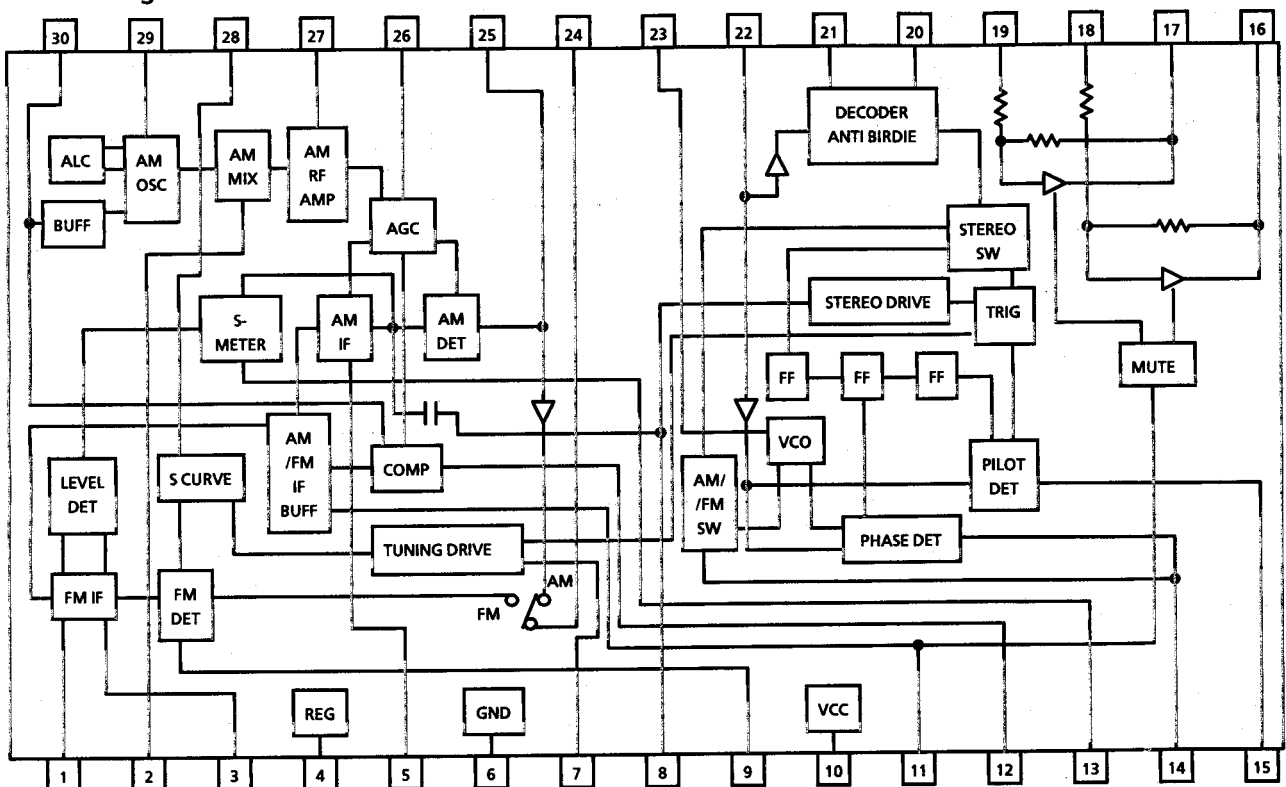 30 29 28 27 26 25 24 23 22 21 20 19 18 17 16
ALC
AM
OSC
AM
MIX
AM
RF
AMP
BUFF
AGC
DECODER
ANTI BIRDIE
STEREO
SW
S-
METER
AM
IF
AM
DET
STEREO DRIVE
TRIG
MUTE
FF
FF
FF
LEVEL
DET
S CURVE
AM
/FM
IF
BUFF
COMP
VCO
AM/
/FM
SW
PILOT
DET
TUNING DRIVE
PHASE DET
FM IF
FM
DET
FM
AM
REG
GND
VCC
1 2 3 4 5 6 7 8 9 10 11 12 13 14 15